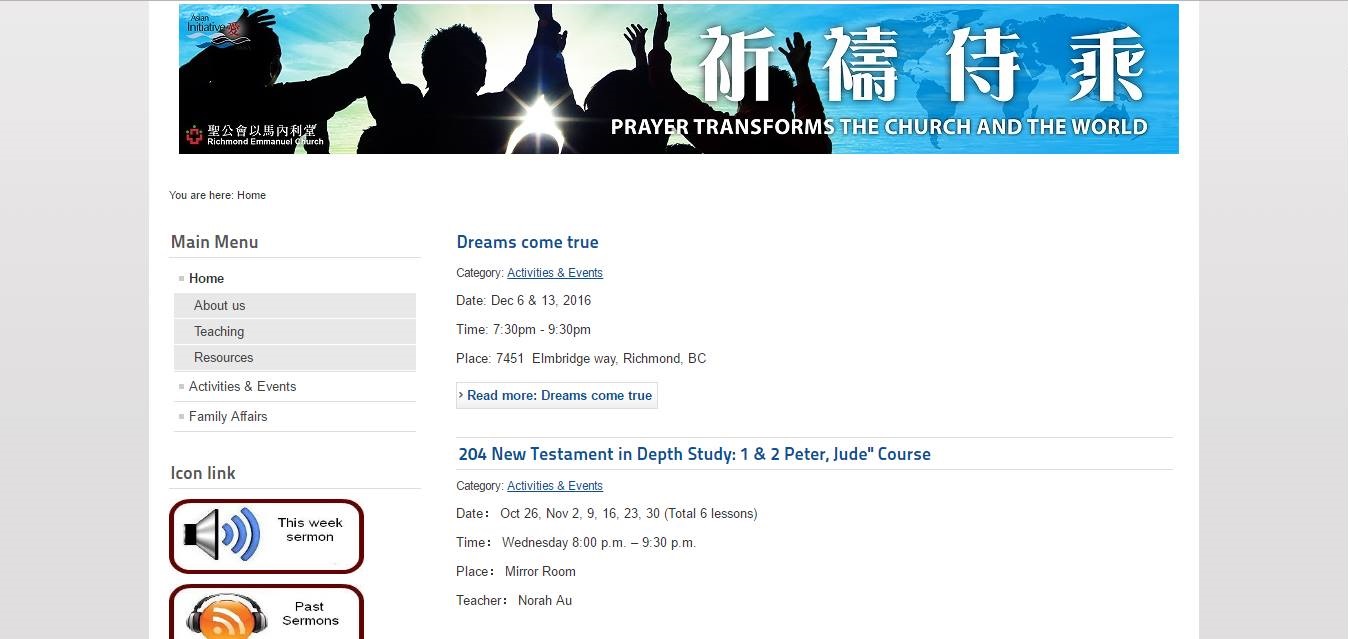 Asian
Initiative
祈禱侍乘
PRAYER TRANSFORMS THE CHURCH AND THE WORLD
聖公會以馬內利堂
Richmond Emmanuel Church
You are here: Home
Main Menu
Home
About us
Teaching
Resources
Activities & Events
Family Affairs
Icon link
This week
sermon
Past
Sermons
Dreams come true
Category: Activities & Events
Date: Dec 6 & 13, 2016
Time: 7:30pm - 9:30pm
Place: 7451 Elmbridge way, Richmond, BC
Read more: Dreams come true
204 New Testament in Depth Study: 1 & 2 Peter, Jude" Course
Category: Activities & Events
Date： Oct 26, Nov 2, 9, 16, 23, 30 (Total 6 lessons)
Time： Wednesday 8:00 p.m. – 9:30 p.m.
Place： Mirror Room
Teacher： Norah Au